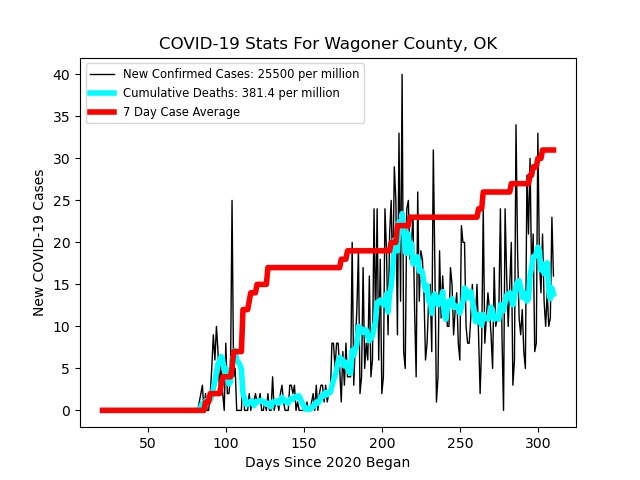 COVID-19 Stats For Wagoner County, OK
New Confirmed Cases: 25500 per million
Cumulative Deaths: 381.4 per million
7 Day Case Average
New COVID-19 Cases
40
35
30
25
20
15
10
5
0
50 100 150 200 250 300
Days Since 2020 Began